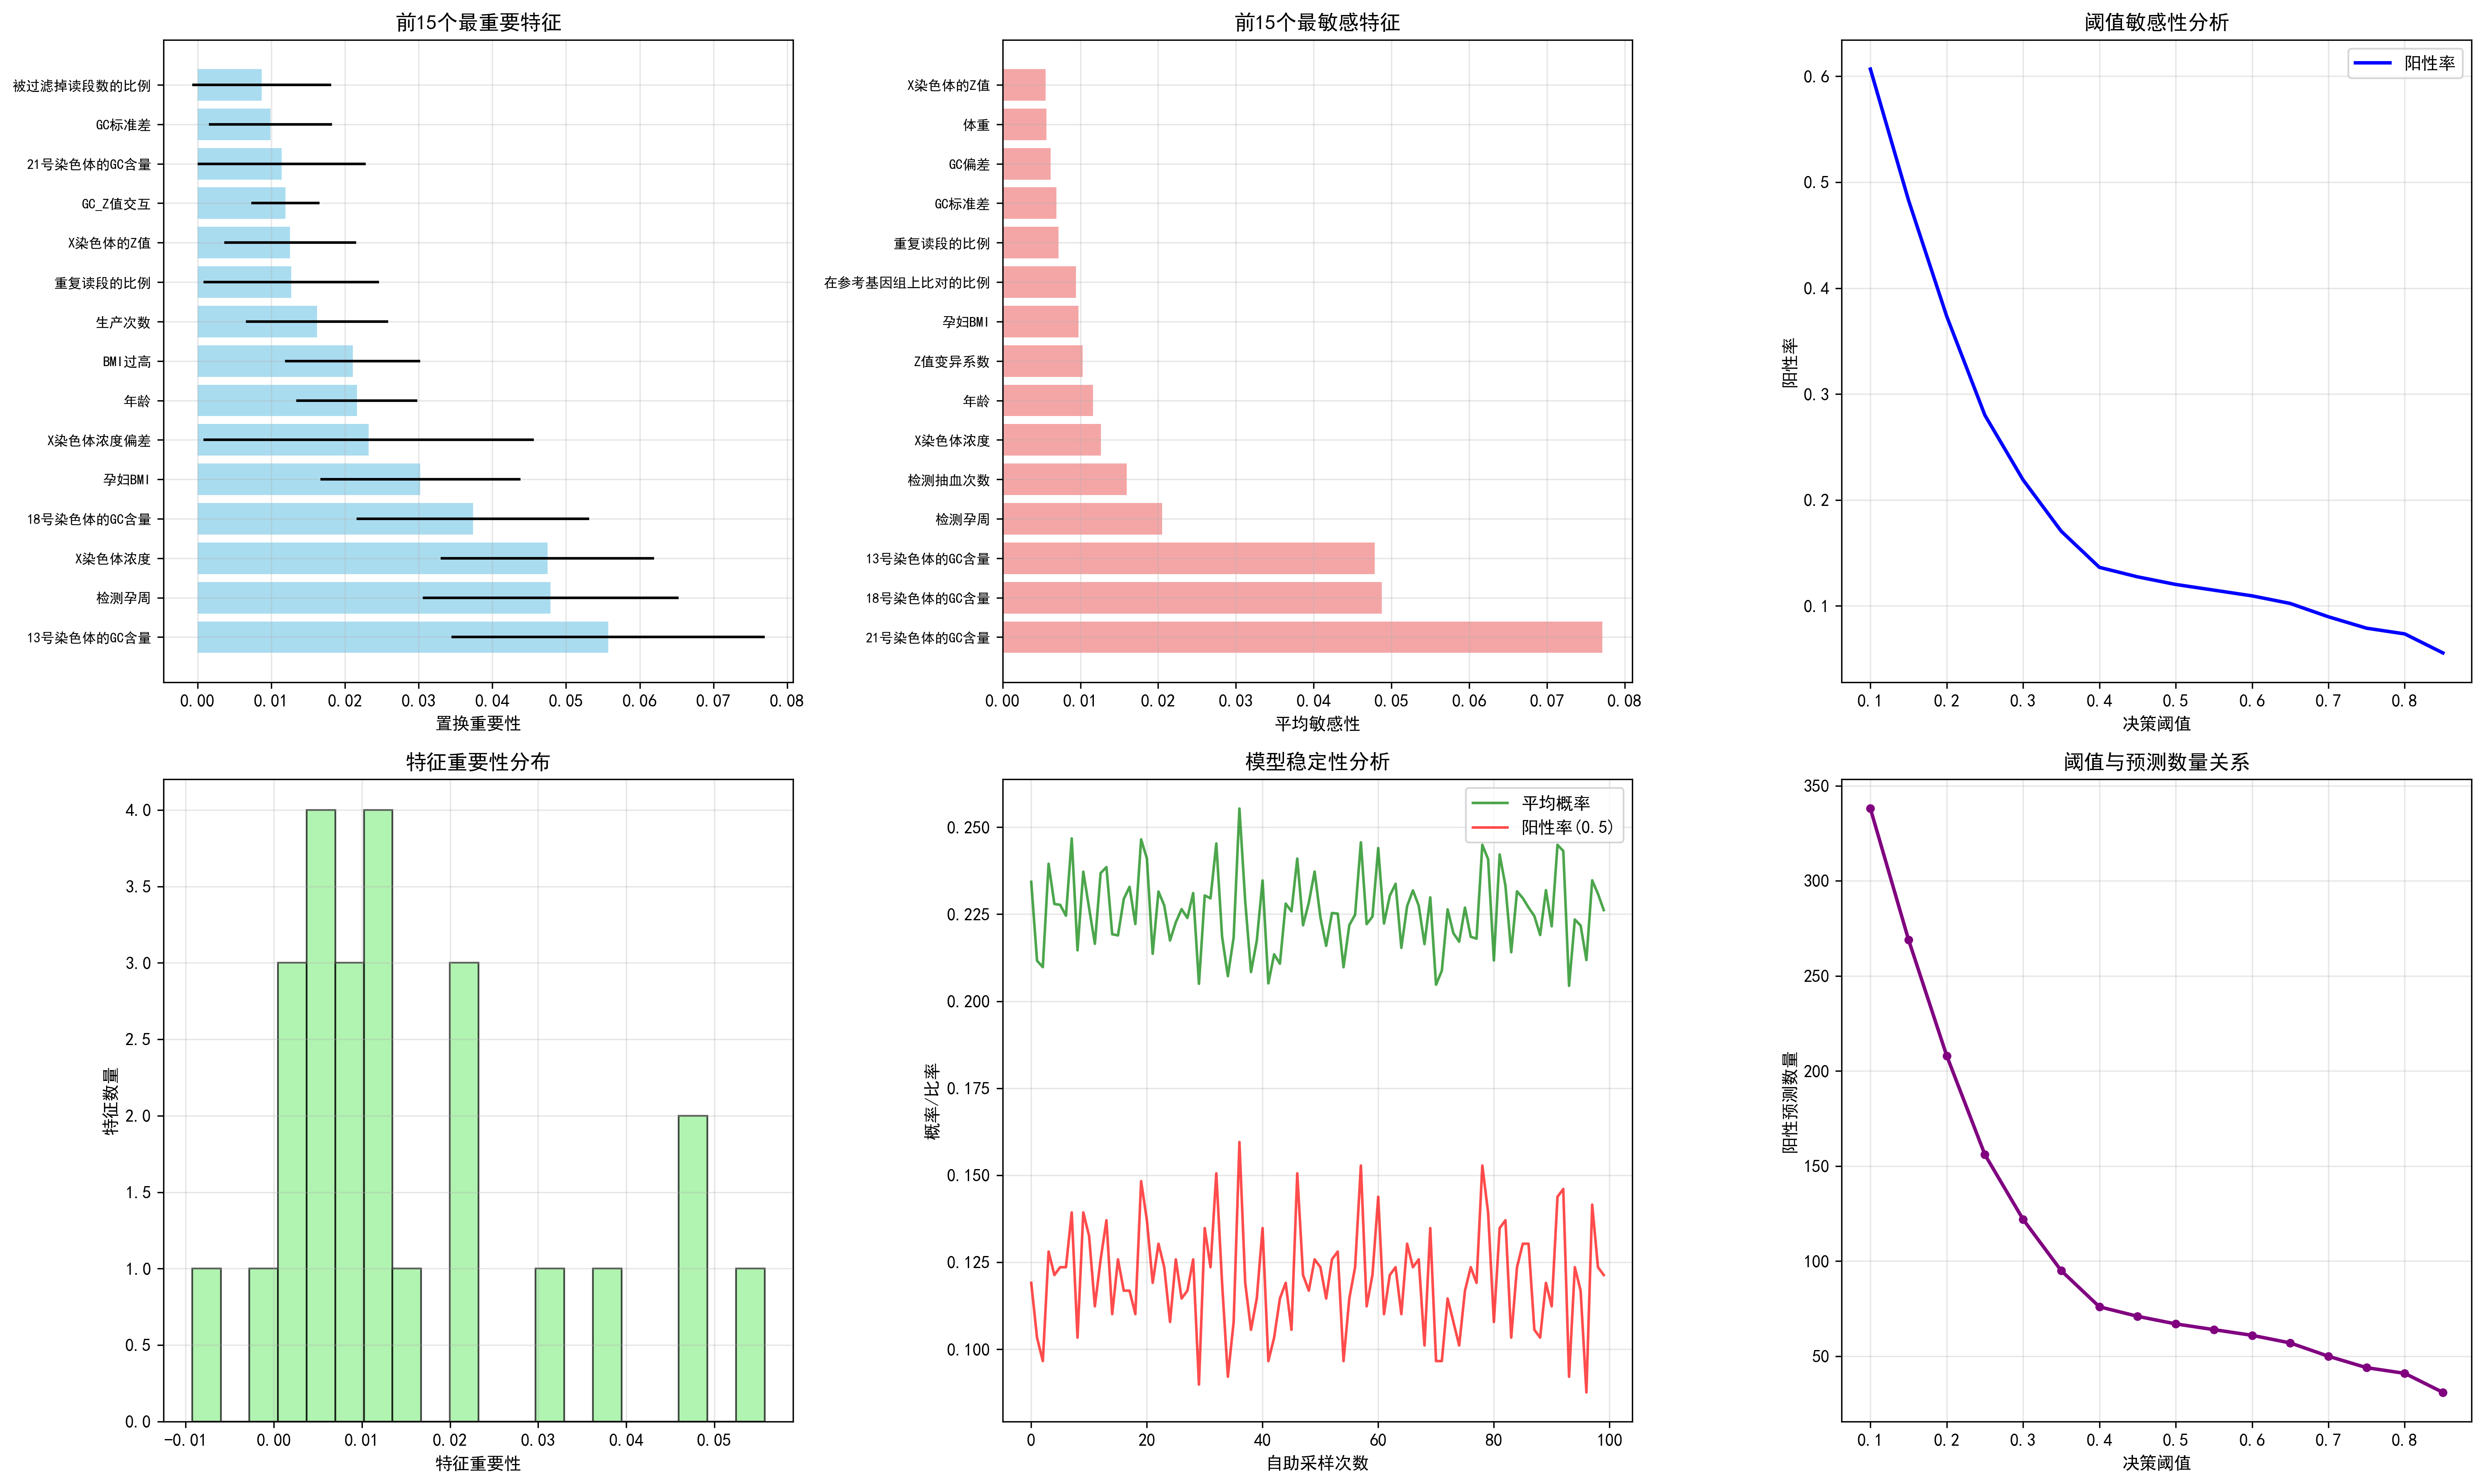 前15个最重要特征
被过滤掉读段数的比例
GC标准差
21号染色体的GC含量
GC_Z值交互
X染色体的Z值
重复读段的比例
生产次数
BMI过高
年龄
X染色体浓度偏差
孕妇BMI
18号染色体的GC含量
X染色体浓度
检测孕周
13号染色体的GC含量
0.00 0.01 0.02 0.03 0.04 0.05 0.06 0.07 0.08
置换重要性
前15个最敏感特征
X染色体的Z值
体重
GC偏差
GC标准差
重复读段的比例
在参考基因组上比对的比例
孕妇BMI
Z值变异系数
年龄
X染色体浓度
检测抽血次数
检测孕周
13号染色体的GC含量
18号染色体的GC含量
21号染色体的GC含量
0.00 0.01 0.02 0.03 0.04 0.05 0.06 0.07 0.08
平均敏感性
阈值敏感性分析
阳性率
阳性率
0.6
0.5
0.4
0.3
0.2
0.1
0.1 0.2 0.3 0.4 0.5 0.6 0.7 0.8
决策阈值
特征重要性分布
特征数量
4.0
3.5
3.0
2.5
2.0
1.5
1.0
0.5
0.0
-0.01 0.00 0.01 0.02 0.03 0.04 0.05
特征重要性
模型稳定性分析
平均概率
阳性率(0.5)
概率/比率
0.250
0.225
0.200
0.175
0.150
0.125
0.100
0 20 40 60 80 100
自助采样次数
阈值与预测数量关系
阳性预测数量
350
300
250
200
150
100
50
0.1 0.2 0.3 0.4 0.5 0.6 0.7 0.8
决策阈值